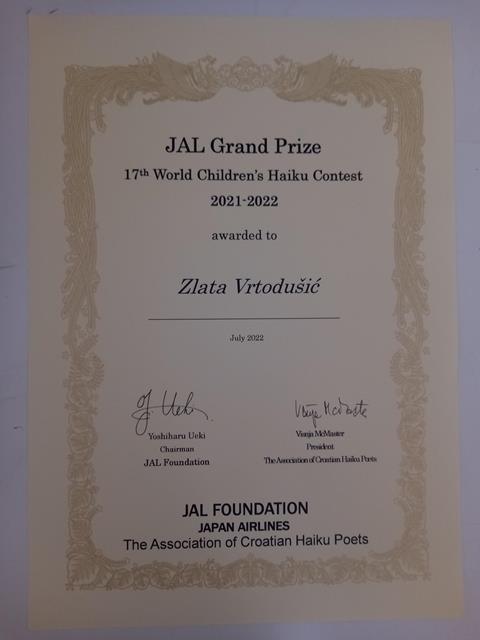 JAL Grand Prize
17th World Children's Haiku Contest
2021-2022
awarded to
Zlata Vrtodušić
July 2022
Yoshiharu Ueki
Chairman
JAL Foundation
Visnja McMaster
President
The Association of Croatian Haiku Poets
JAL FOUNDATION
JAPAN AIRLINES
The Association of Croatian Haiku Poets